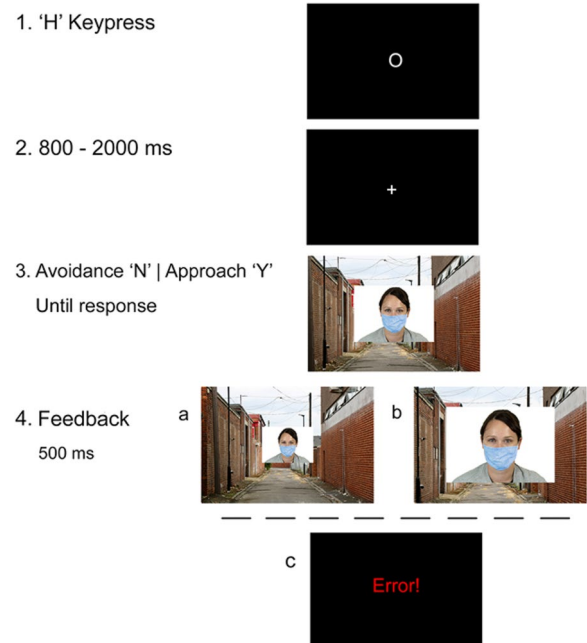 1. ‘H’ Keypress
O
2. 800 - 2000 ms
+
3. Avoidance ‘N’ | Approach ‘Y’
Until response
4. Feedback
500 ms
a
b
c
Error!